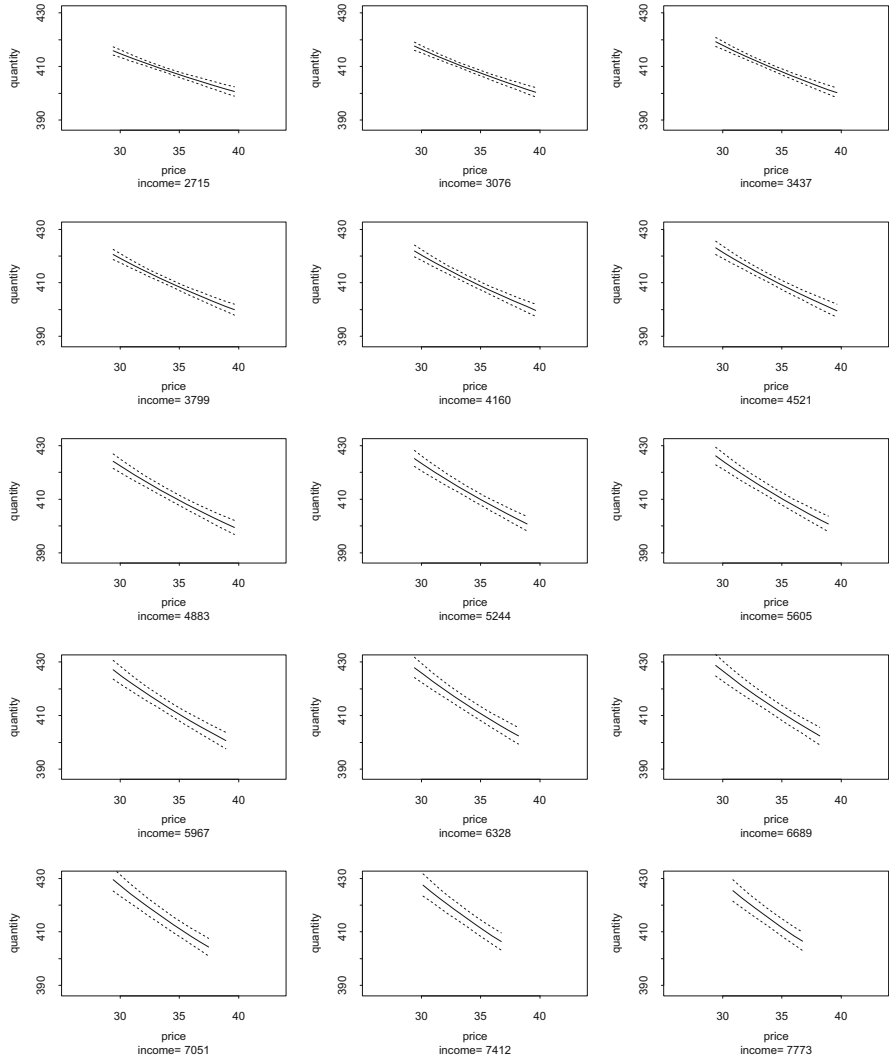 quantity
390 410 430
30 35 40
price
income= 2715
quantity
390 410 430
30 35 40
price
income= 3076
quantity
390 410 430
30 35 40
price
income= 3437
quantity
390 410 430
30 35 40
price
income= 3799
quantity
390 410 430
30 35 40
price
income= 4160
quantity
390 410 430
30 35 40
price
income= 4521
quantity
390 410 430
30 35 40
price
income= 4883
quantity
390 410 430
30 35 40
price
income= 5244
quantity
390 410 430
30 35 40
price
income= 5605
quantity
390 410 430
30 35 40
price
income= 5967
quantity
390 410 430
30 35 40
price
income= 6328
quantity
390 410 430
30 35 40
price
income= 6689
quantity
390 410 430
30 35 40
price
income= 7051
quantity
390 410 430
30 35 40
price
income= 7412
quantity
390 410 430
30 35 40
price
income= 7773